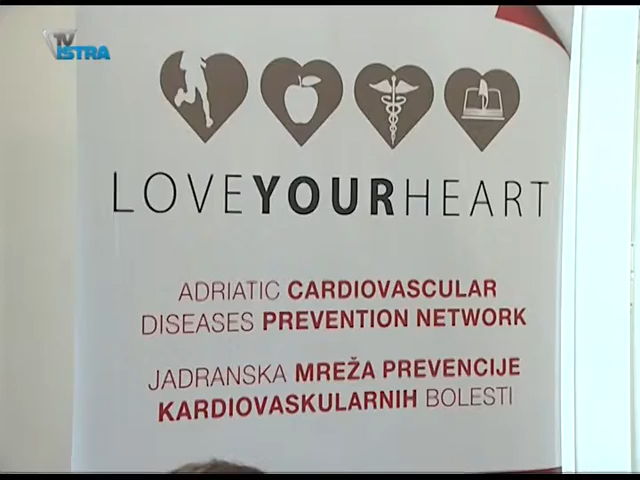 TV
ISTRA
LOVEYOURHEART
ADRIATIC CARDIOVASCULAR
DISEASES PREVENTION NETWORK
JADRANSKA MREŽA PREVENCIJE
KARDIOVASKULARNIH BOLESTI